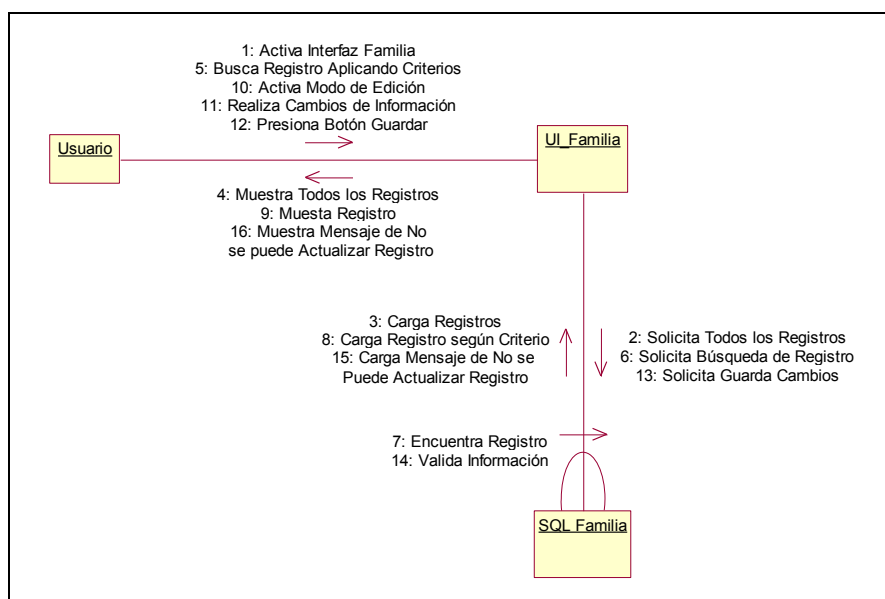 1: Activa Interfaz Familia
5: Busca Registro Aplicando Criterios
10: Activa Modo de Edición
11: Realiza Cambios de Información
12: Presiona Botón Guardar
Usuario
UI_Familia
4: Muestra Todos los Registros
9: Muesta Registro
16: Muestra Mensaje de No
se puede Actualizar Registro
3: Carga Registros
8: Carga Registro según Criterio
15: Carga Mensaje de No se
Puede Actualizar Registro
2: Solicita Todos los Registros
6: Solicita Búsqueda de Registro
13: Solicita Guarda Cambios
7: Encuentra Registro
14: Valida Información
SQL_Familia